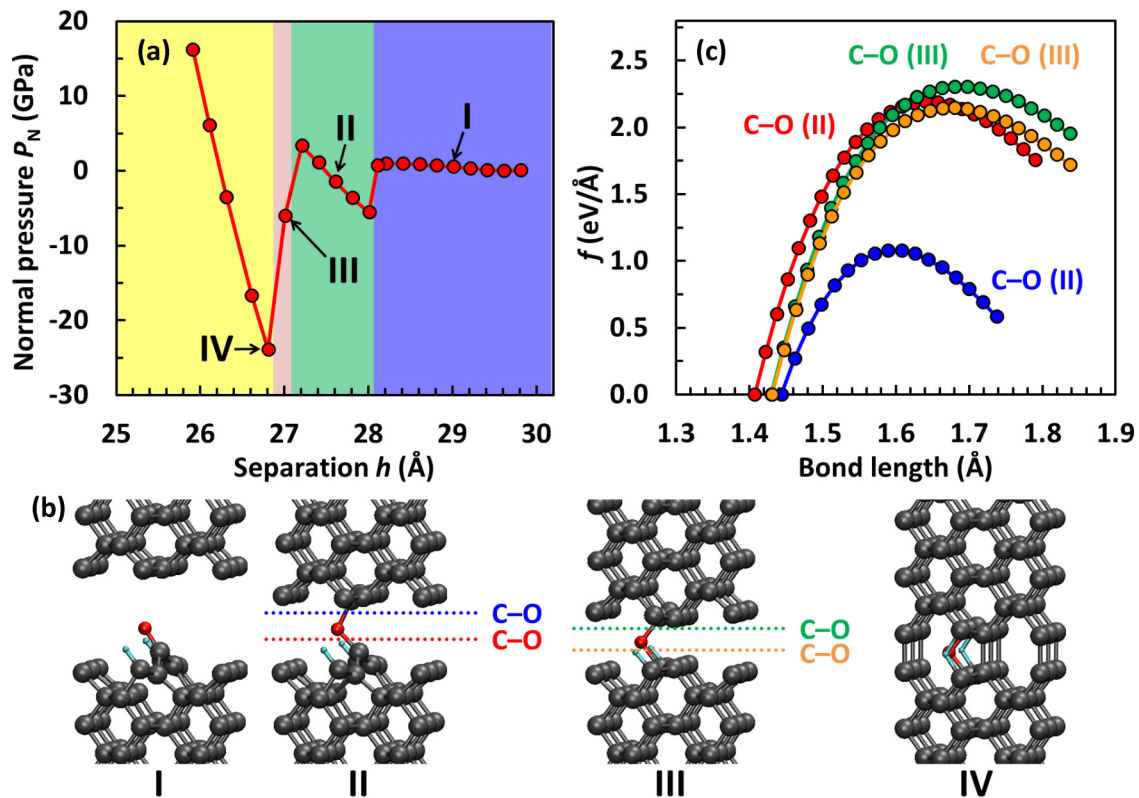 (a)
Normal pressure P_N (GPa)
20
10
0
-10
-20
-30
I
II
III
IV
25 26 27 28 29 30
Separation h (Å)
(c)
C–O (III) C–O (III)
C–O (II)
C–O (II)
f (eV/Å)
2.5
2.0
1.5
1.0
0.5
0.0
1.3 1.4 1.5 1.6 1.7 1.8 1.9
Bond length (Å)
(b)
C–O
C–O
C–O
C–O
I II III IV